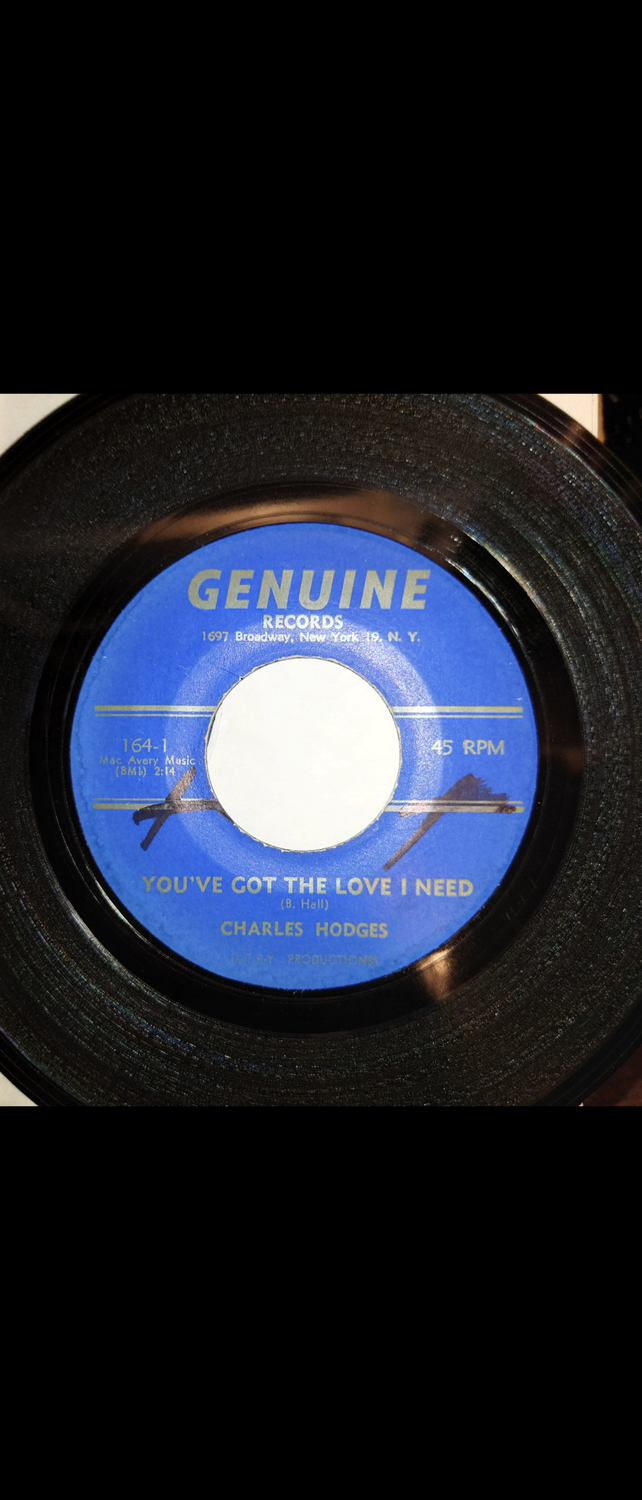 GENUINE
RECORDS
1697 Broadway, New York 19, N. Y.
164-1
Mac Avery Music
(BMI) 2:14
45 RPM
YOU'VE GOT THE LOVE I NEED
(B. Hall)
CHARLES HODGES
PRODUCTIONS